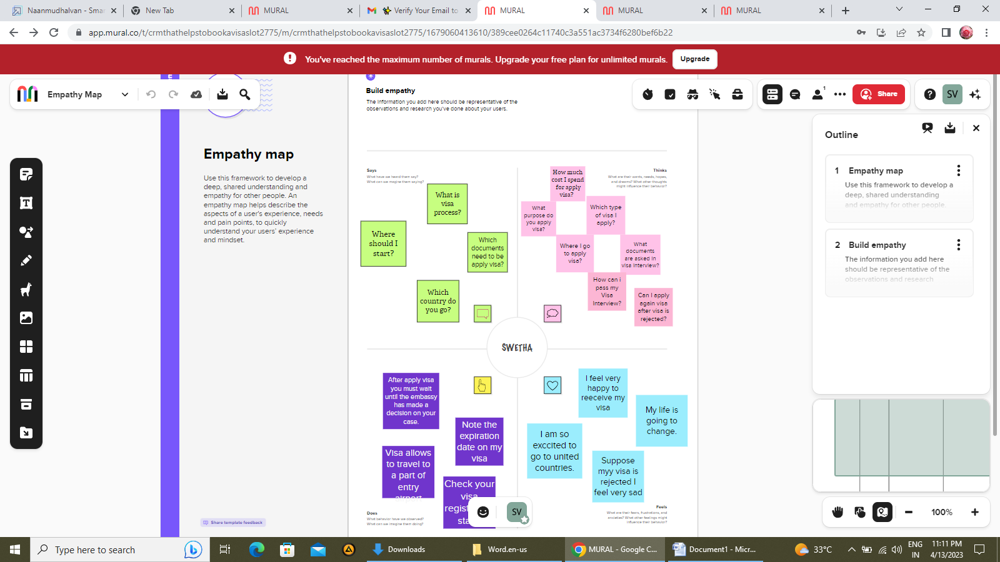 Naanmudhalvan - Smar
New Tab
MURAL
Verify Your Email to
MURAL
MURAL
MURAL
app.mural.co/t/crmthathelpstobookavisaslot2775/m/crmthathelpstobookavisaslot2775/1679060413610/389cee0264c11740c3a551ac3734f6280bef6b22
You've reached the maximum number of murals. Upgrade your free plan for unlimited murals.
Upgrade
Empathy Map
Build empathy
The information you add here should be representative of the
observations and research you've done about your users.
1
Share
SV
Empathy map
Use this framework to develop a
deep, shared understanding and
empathy for other people. An
empathy map helps describe the
aspects of a user's experience, needs
and pain points, to quickly
understand your users' experience
and mindset.
Share template feedback
Says
What have we heard them say?
What can we imagine them saying?
What is
visa
process?
Where
should I
start?
Which
documents
need to be
apply visa?
Which
country do
you go?
Thinks
What are their wants, needs, hopes,
and dreams? What other thoughts
might influence their behavior?
How much
cost I spend
for apply
visa?
What
purpose do
you apply
visa?
Which type
of visa I
apply?
Where I go
to apply
visa?
What
documents
are asked in
visa interview?
How can i
pass my
Visa
Interview?
Can I apply
again visa
after visa is
rejected?
SWETHA
After apply visa
you must wait
until the embassy
has made a
decision on your
case.
Note the
expiration
date on my
visa
Visa allows
to travel to
a part of
entry
airport
Check your
visa
regist
sta
Does
What behavior have we observed?
What can we imagine them doing?
I feel very
happy to
reeceive my
visa
My life is
going to
change.
I am so
exccited to
go to united
countries.
Suppose
myy visa is
rejected I
feel very sad
Feels
What are their fears, frustrations, and
anxieties? What other feelings might
influence their behavior?
SV
Outline
1 Empathy map
Use this framework to develop a
deep, shared understanding
and empathy for other people.
2 Build empathy
The information you add here
should be representative of the
observations and research
100%
Type here to search
Downloads
Word.en-us
MURAL - Google C...
Document1 - Micr...
33°C
ENG
IN
11:11 PM
4/13/2023